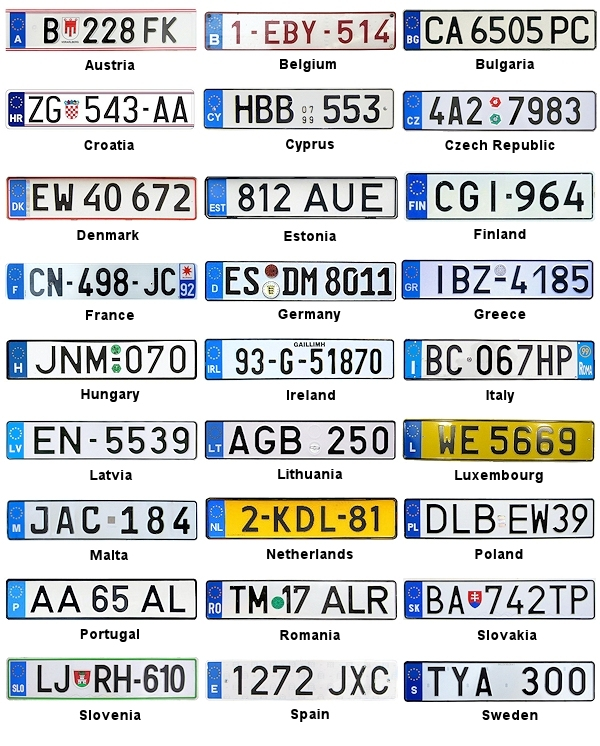 A B 228 FK B 1-EBY-514 BG CA 6505 PC
Austria Belgium Bulgaria
HR ZG 543-AA CY HBB 07 99 553 CZ 4A2 7983
Croatia Cyprus Czech Republic
DK EW 40 672 EST 812 AUE FIN CGI-964
Denmark Estonia Finland
F CN-498-JC 92 D ES DM 8011 GR IBZ-4185
France Germany Greece
GAILLIMH
H JNM-070 IRL 93-G-51870 I BC 067HP 99 ROMA
Hungary Ireland Italy
LV EN-5539 LT AGB 250 L WE 5669
Latvia Lithuania Luxembourg
M JAC 184 NL 2-KDL-81 PL DLB EW39
Malta Netherlands Poland
P AA 65 AL RO TM 17 ALR SK BA 742TP
Portugal Romania Slovakia
SLO LJ RH-610 E 1272 JXC S TYA 300
Slovenia Spain Sweden